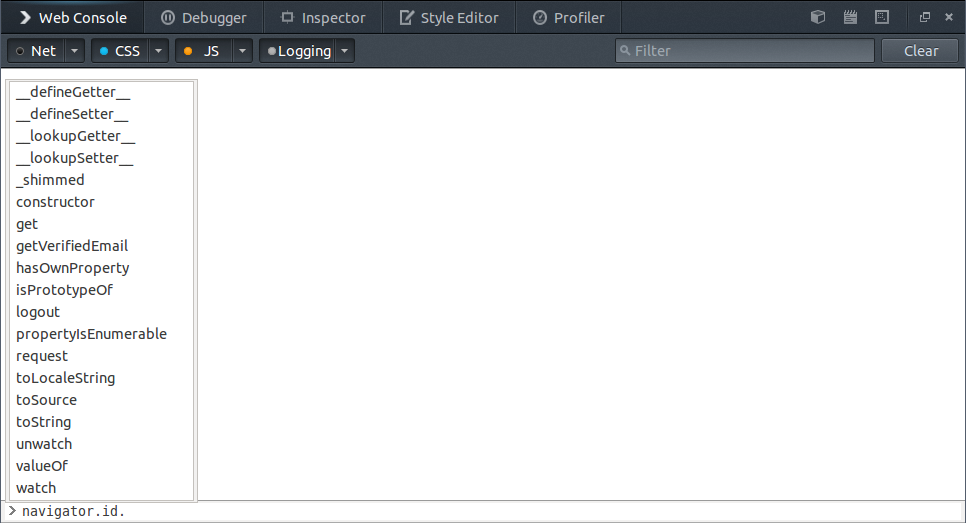 Web Console Debugger Inspector Style Editor Profiler
Net CSS JS Logging Filter Clear
__defineGetter__
__defineSetter__
__lookupGetter__
__lookupSetter__
_shimmed
constructor
get
getVerifiedEmail
hasOwnProperty
isPrototypeOf
logout
propertyIsEnumerable
request
toLocaleString
toSource
toString
unwatch
valueOf
watch
navigator.id.